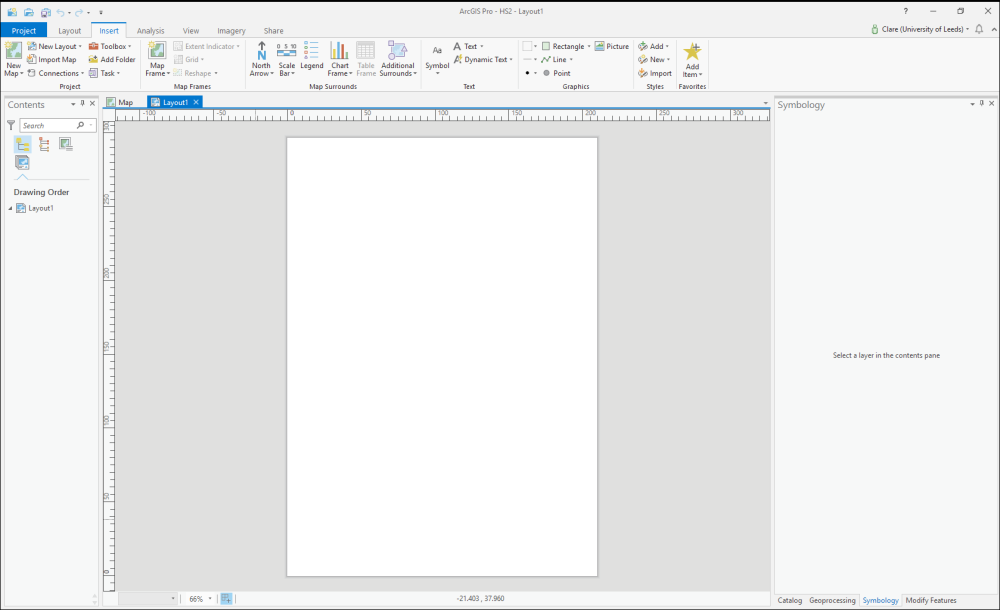 ArcGIS Pro - HS2 - Layout1
?
Project Layout Insert Analysis View Imagery Share
Clare (University of Leeds)
New Map
New Layout
Import Map
Connections
Toolbox
Add Folder
Task
Project
Map Frame
Extent Indicator
Grid
Reshape
Map Frames
North Arrow
0 5 10
Scale Bar
Legend
Chart Frame
Table Frame
Additional Surrounds
Map Surrounds
Aa
Symbol
A Text
A Dynamic Text
Text
Rectangle
Picture
Line
Point
Graphics
Add
New
Import
Styles
Add Item
Favorites
Contents
Search
Drawing Order
Layout1
Map
Layout1
-100 -50 0 50 100 150 200 250 300
300
250
200
150
100
50
0
66%
-21.403 , 37.960
Symbology
Select a layer in the contents pane
Catalog Geoprocessing Symbology Modify Features